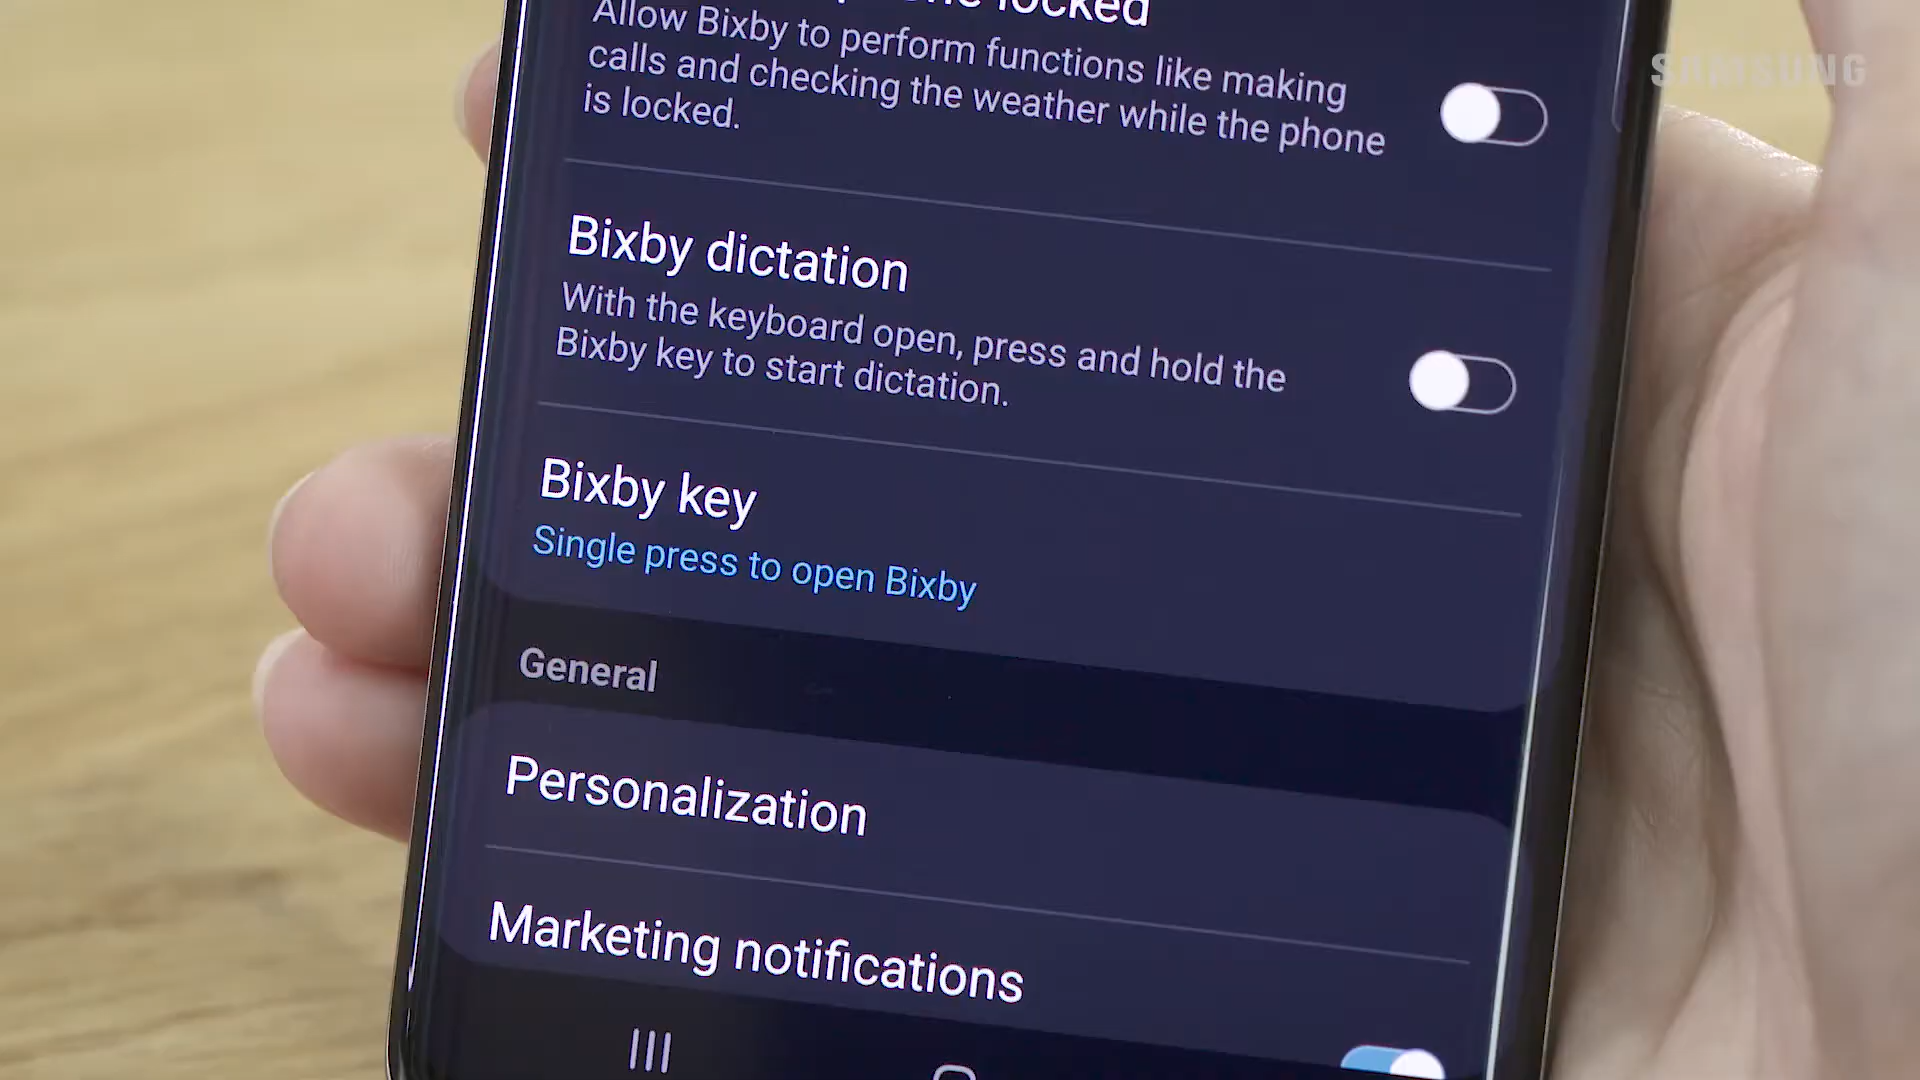 locked
SAMSUNG
Allow Bixby to perform functions like making
calls and checking the weather while the phone
is locked.
Bixby dictation
With the keyboard open, press and hold the
Bixby key to start dictation.
Bixby key
Single press to open Bixby
General
Personalization
Marketing notifications